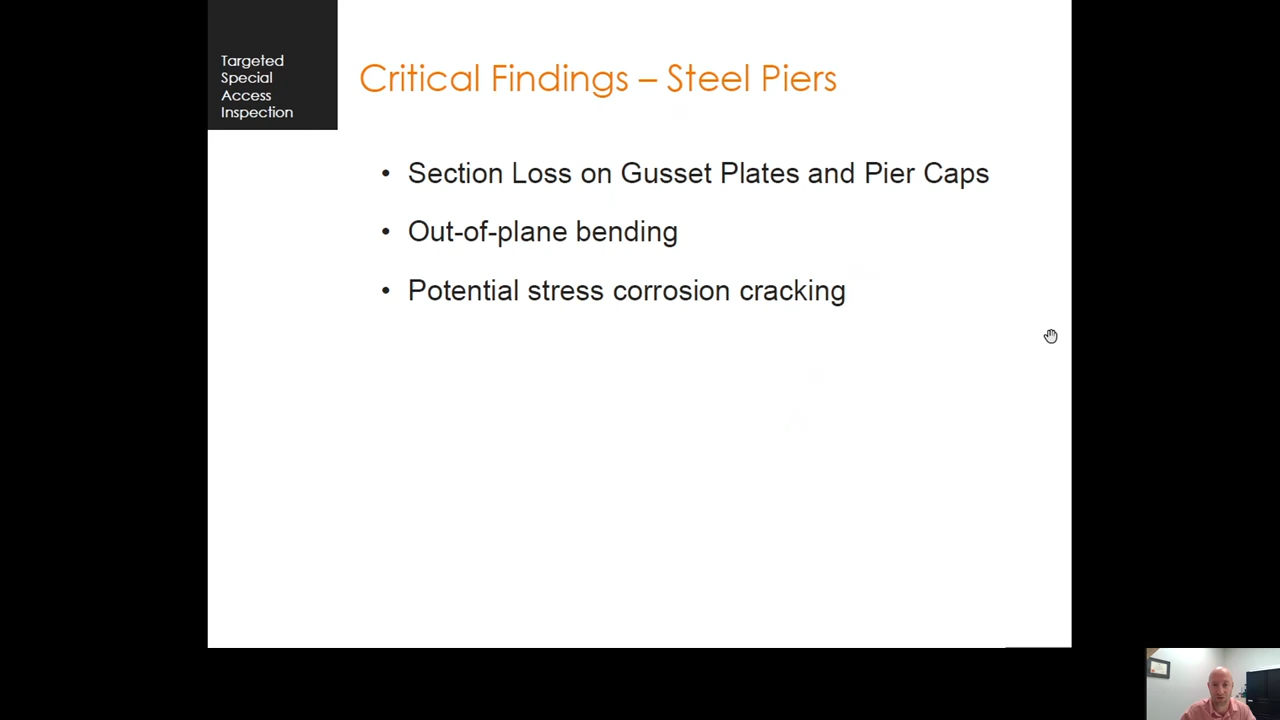 Targeted
Special
Access
Inspection
Critical Findings – Steel Piers
• Section Loss on Gusset Plates and Pier Caps
• Out-of-plane bending
• Potential stress corrosion cracking